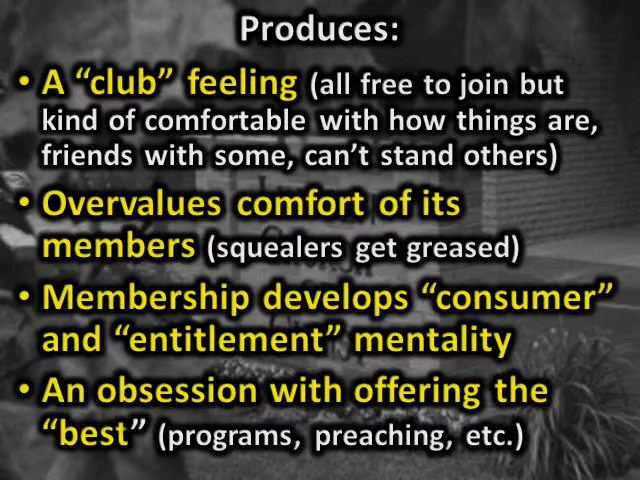 Produces:
• A “club” feeling (all free to join but
kind of comfortable with how things are,
friends with some, can’t stand others)
• Overvalues comfort of its
members (squealers get greased)
• Membership develops “consumer”
and “entitlement” mentality
• An obsession with offering the
“best” (programs, preaching, etc.)